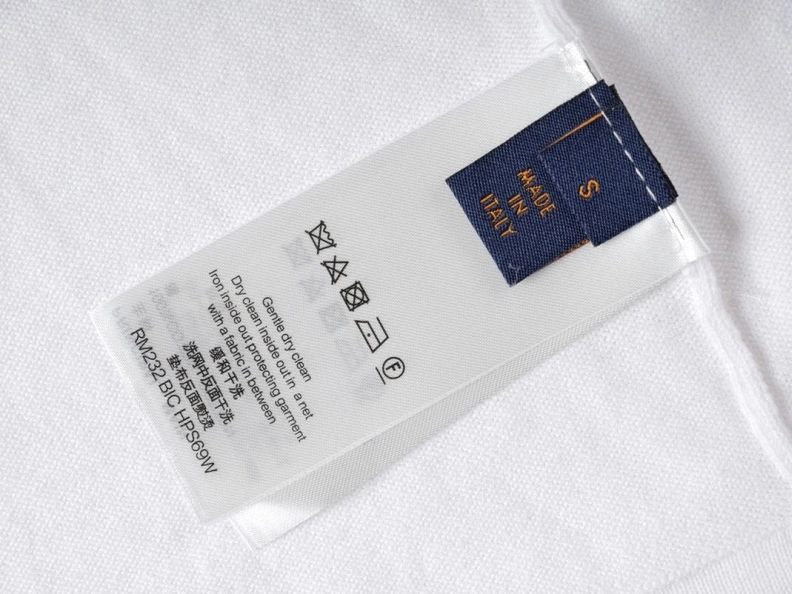 S
MADE
IN
ITALY
F
Gentle dry clean
Dry clean inside out in a net
Iron inside out protecting garment
with a fabric in between
缓和干洗
洗网中反面干洗
垫布反面熨烫
RM232 BIC HPS69W